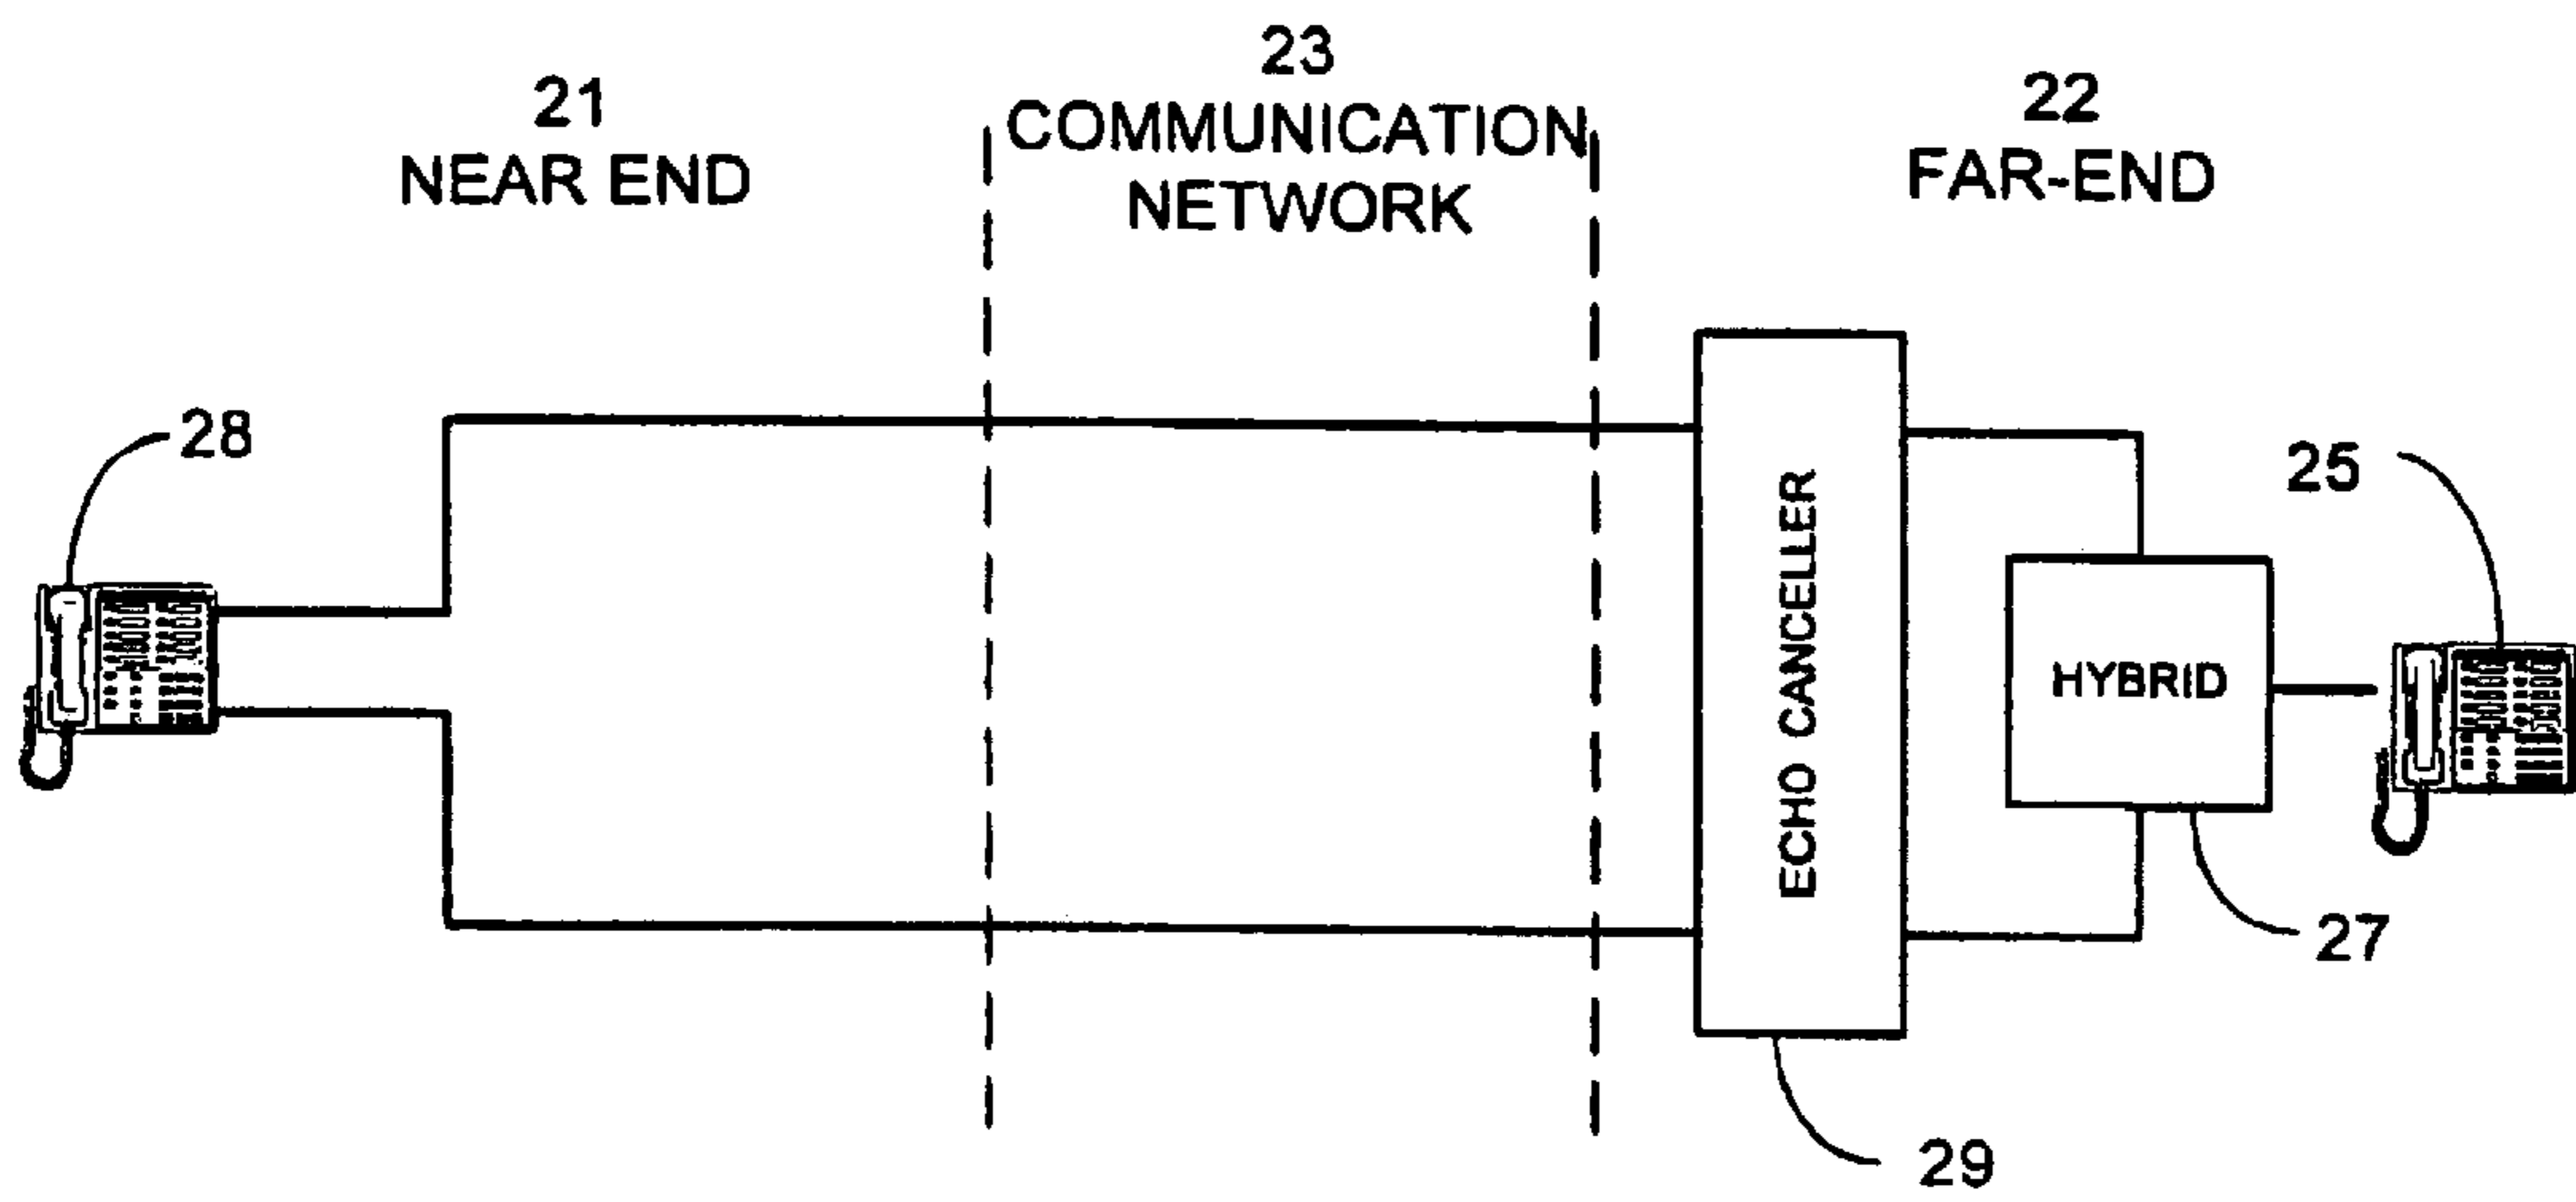 21
NEAR END
23
COMMUNICATION
NETWORK
22
FAR-END
28
25
ECHO CANCELLER
HYBRID
27
29